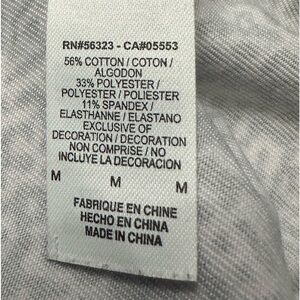 RN#56323 - CA#05553
56% COTTON / COTON /
ALGODON
33% POLYESTER /
POLYESTER / POLIESTER
11% SPANDEX /
ELASTHANNE / ELASTANO
EXCLUSIVE OF
DECORATION / DECORATION
NON COMPRISE / NO
INCLUYE LA DECORACION
M M M
FABRIQUE EN CHINE
HECHO EN CHINA
MADE IN CHINA